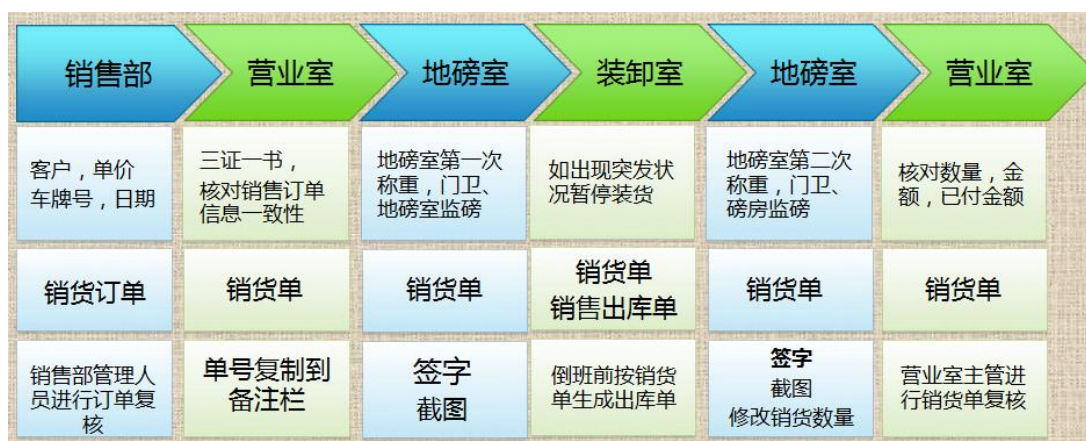 销售部
营业室
地磅室
装卸室
地磅室
营业室
客户，单价
车牌号，日期
三证一书，
核对销售订单
信息一致性
地磅室第一次
称重，门卫、
地磅室监磅
如出现突发状
况暂停装货
地磅室第二次
称重，门卫、
磅房监磅
核对数量，金
额，已付金额
销货订单
销货单
销货单
销货单
销售出库单
销货单
销货单
销售部管理人
员进行订单复
核
单号复制到
备注栏
签字
截图
倒班前按销货
单生成出库单
签字
截图
修改销货数量
营业室主管进
行销货单复核